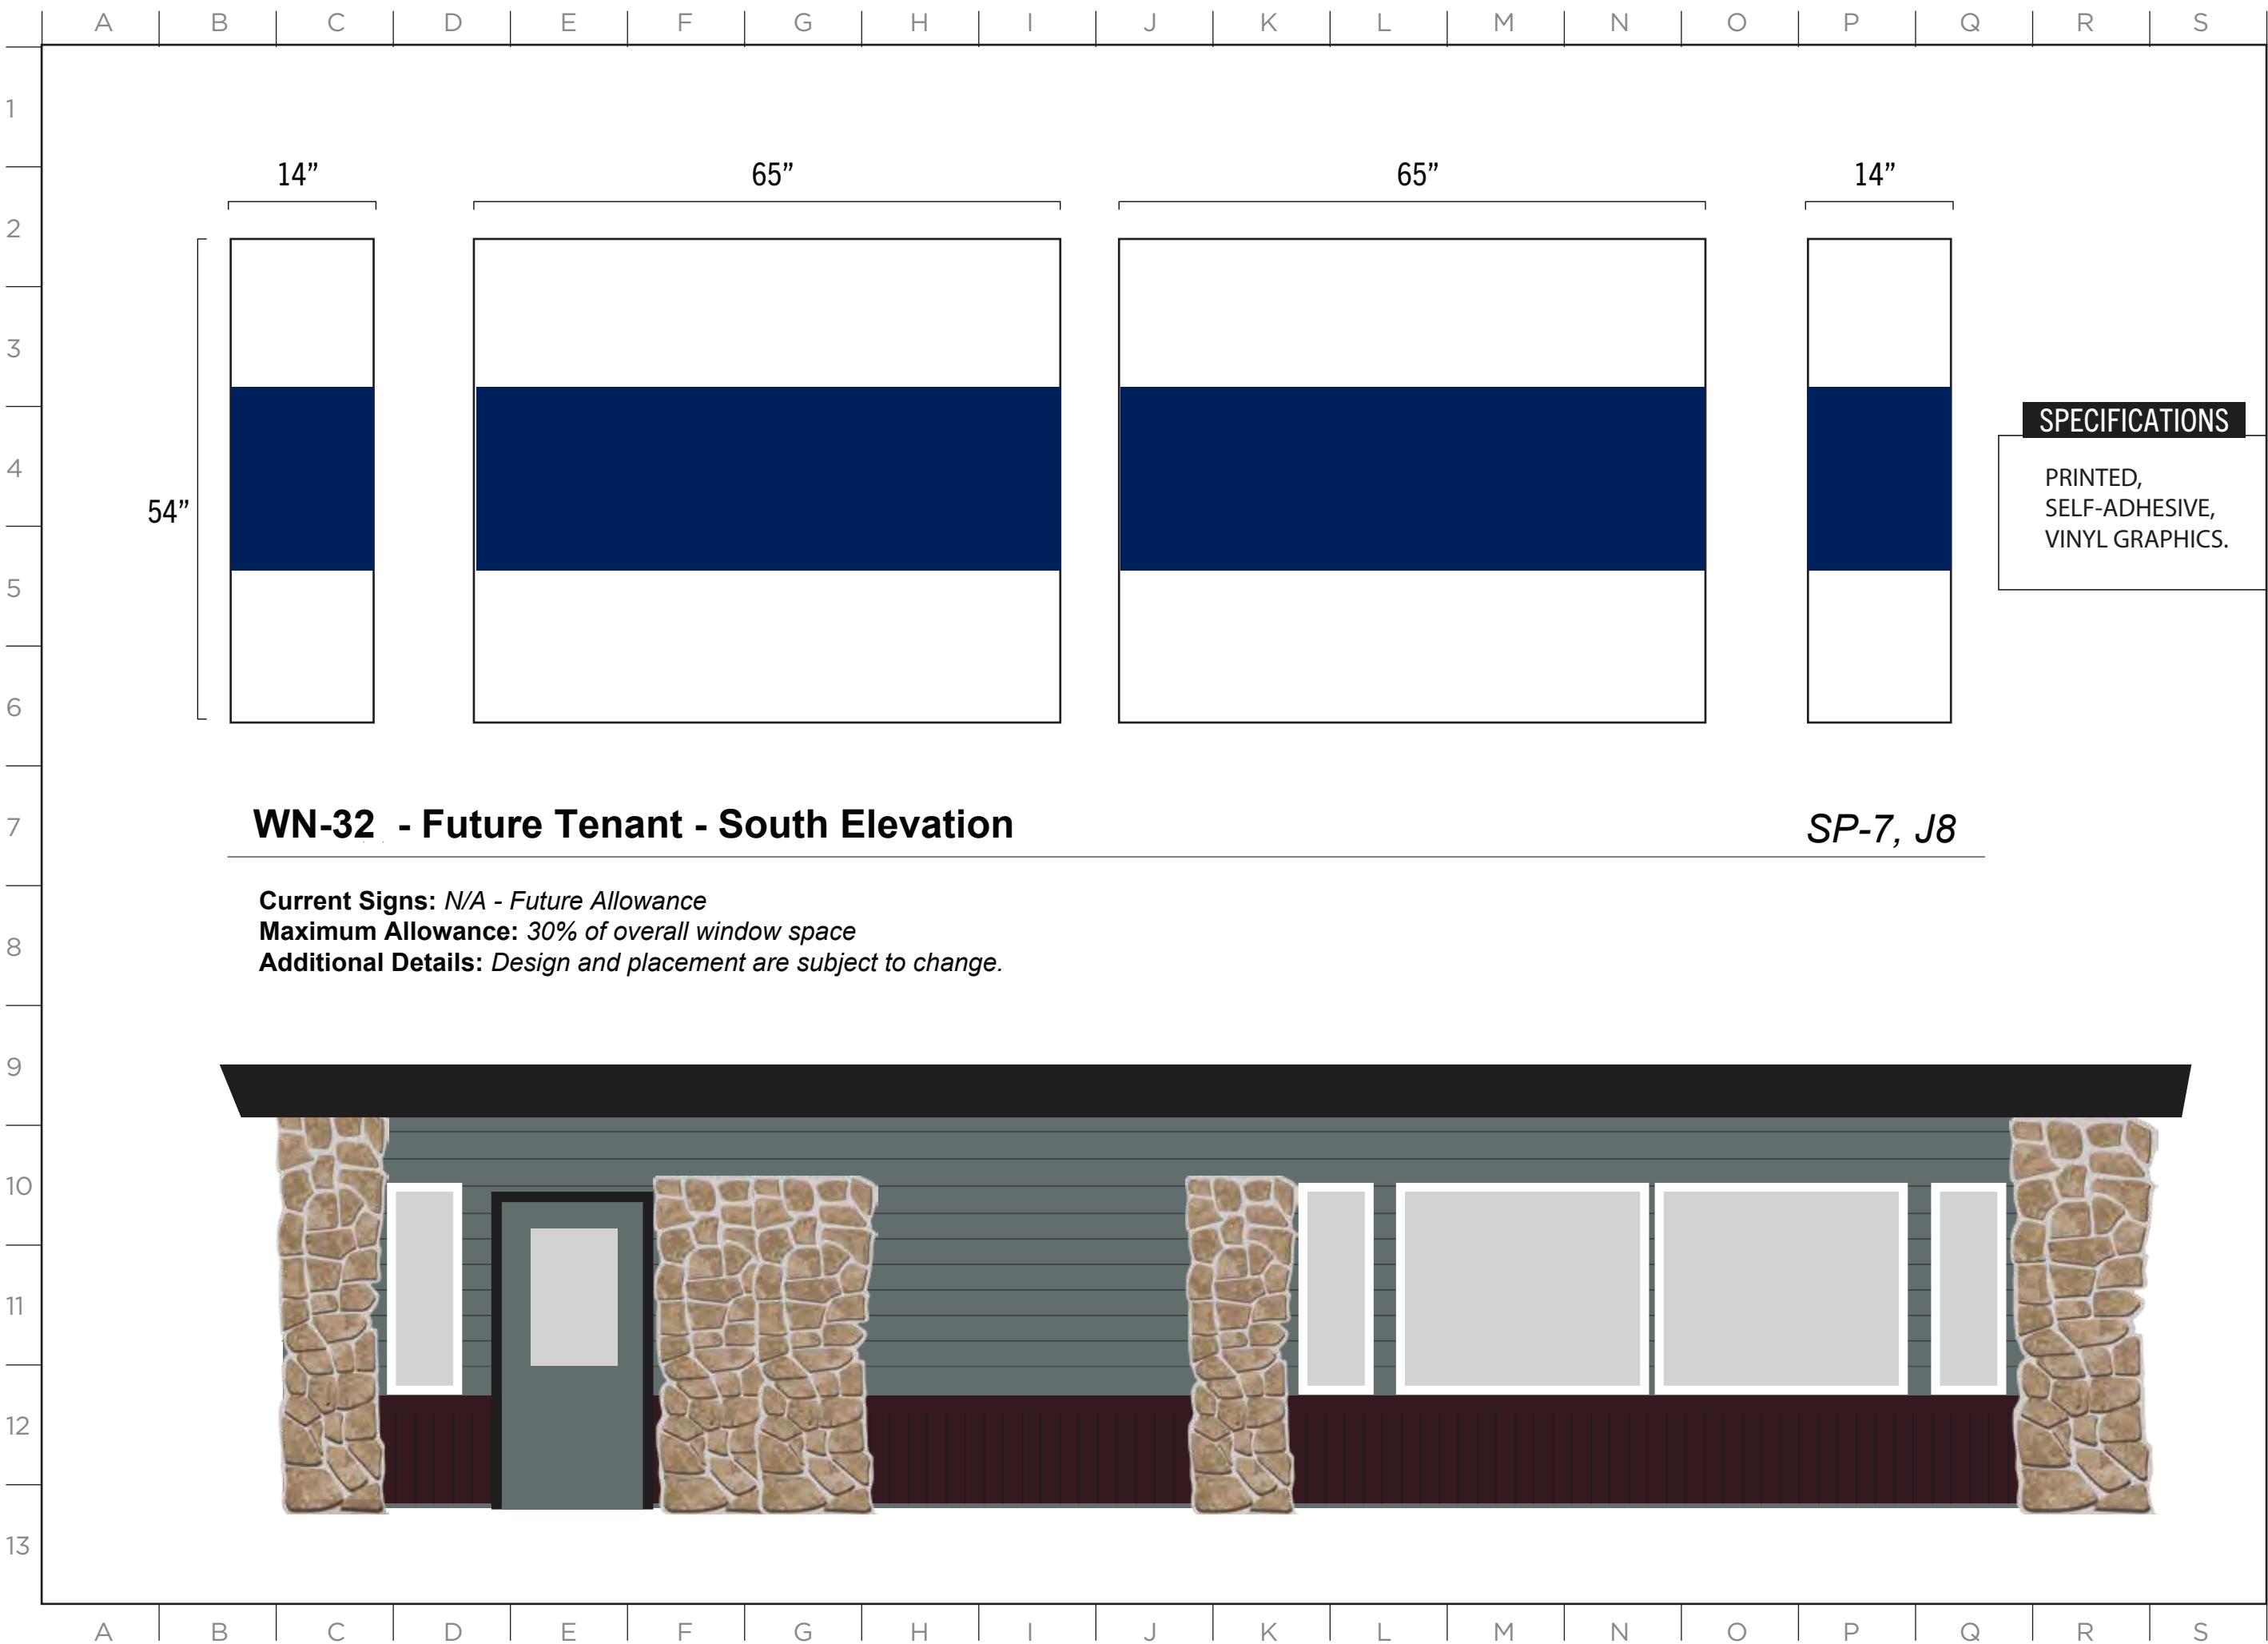 A B C D E F G H I J K L M N O P Q R S
1
14” 65” 65” 14”
2
3
SPECIFICATIONS
4
PRINTED,
SELF-ADHESIVE,
VINYL GRAPHICS.
54”
5
6
7
WN-32 - Future Tenant - South Elevation
SP-7, J8
Current Signs: N/A - Future Allowance
Maximum Allowance: 30% of overall window space
Additional Details: Design and placement are subject to change.
8
9
10
11
12
13
A B C D E F G H I J K L M N O P Q R S